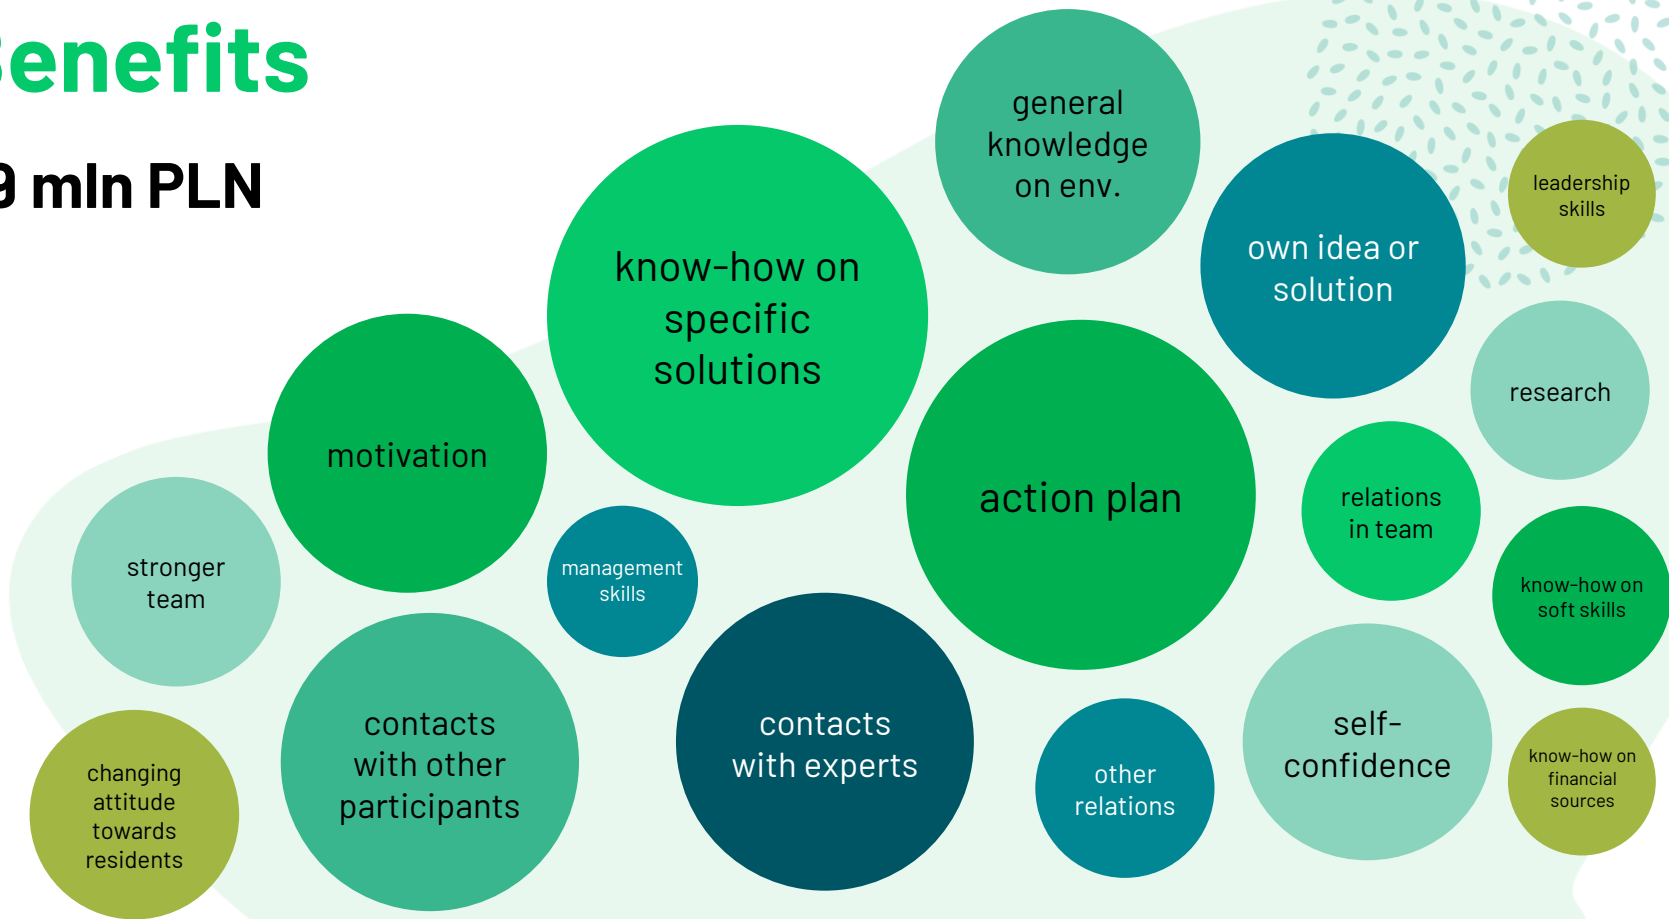 enefits
9 mln PLN
general
knowledge
on env.
leadership
skills
own idea or
solution
know-how on
specific
solutions
research
motivation
action plan
relations
in team
stronger
team
management
skills
know-how on
soft skills
contacts
with other
participants
contacts
with experts
self-
confidence
other
relations
know-how on
financial
sources
changing
attitude
towards
residents